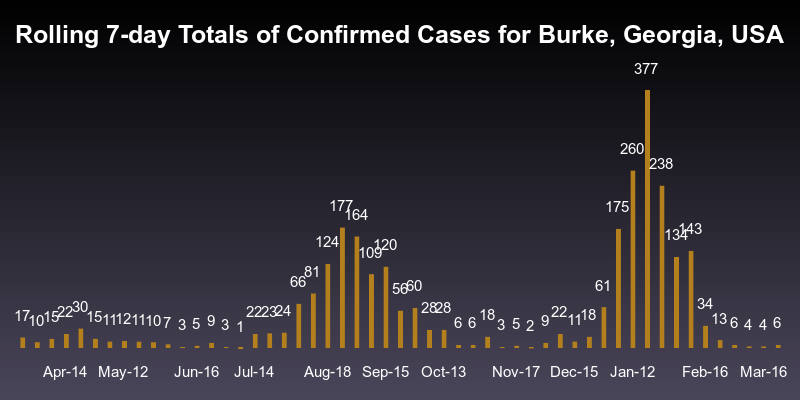 Rolling 7-day Totals of Confirmed Cases for Burke, Georgia, USA
17 10 15 22 30 15 11 12 11 10 7 3 5 9 3 1 22 23 24 66 81 124 177 164 109 120 56 60 28 28 6 6 18 3 5 2 9 22 11 18 61 175 260 377 238 134 143 34 13 6 4 4 6
Apr-14 May-12 Jun-16 Jul-14 Aug-18 Sep-15 Oct-13 Nov-17 Dec-15 Jan-12 Feb-16 Mar-16